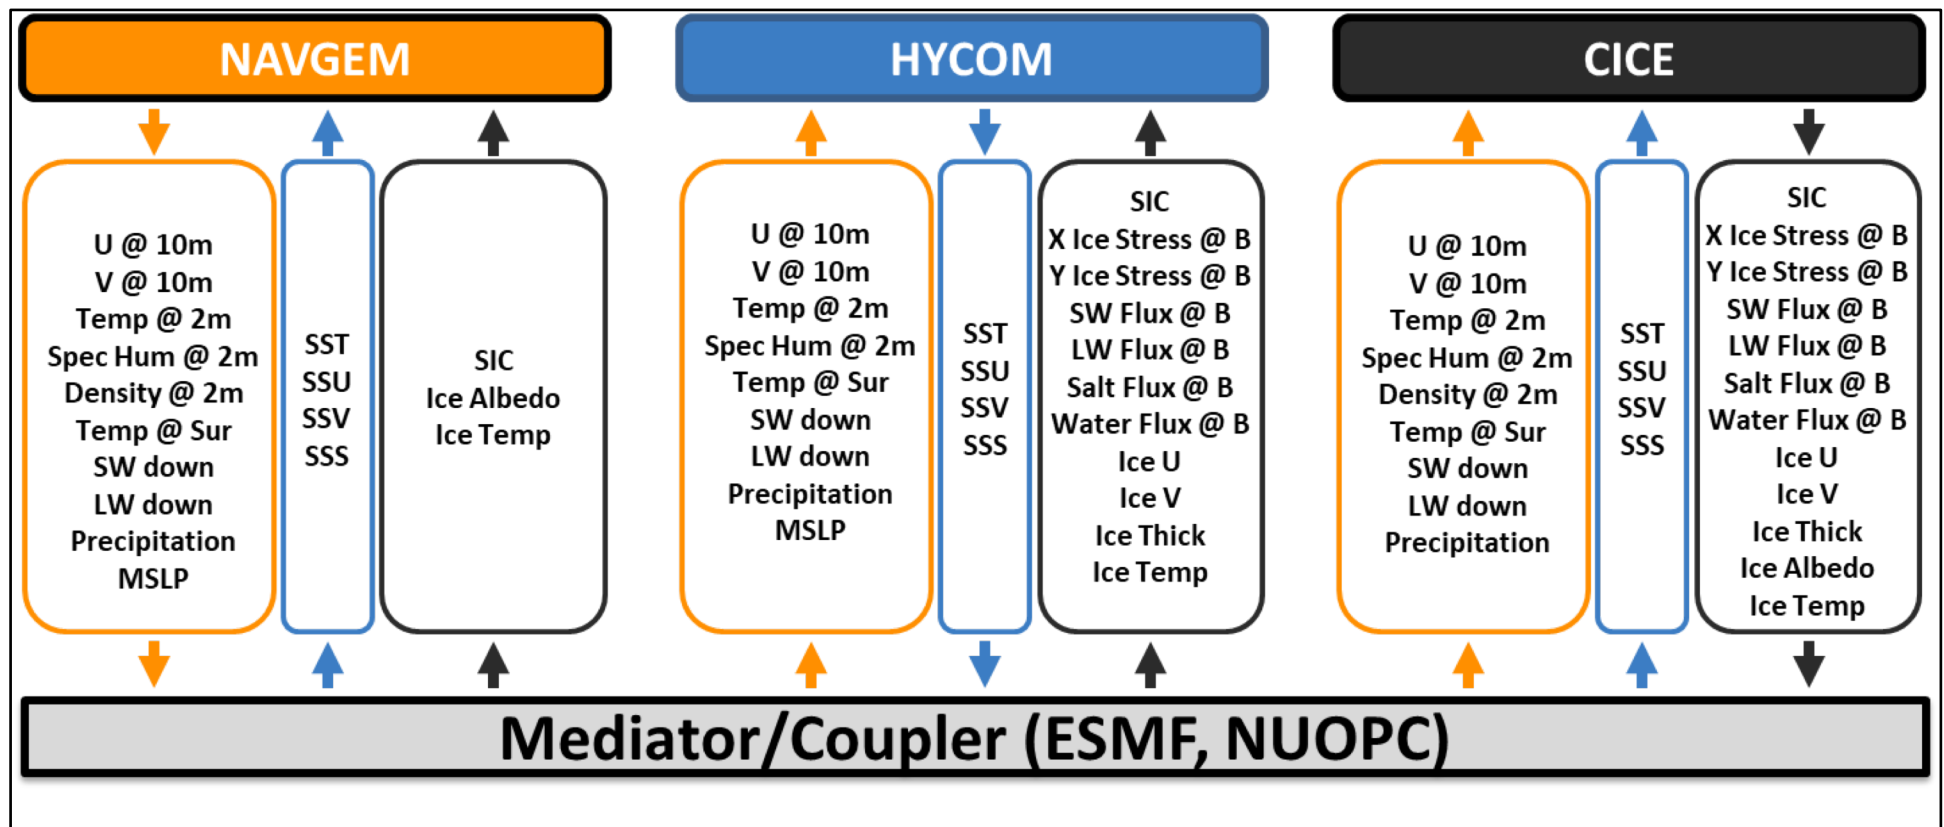 NAVGEM
U @ 10m
V @ 10m
Temp @ 2m
Spec Hum @ 2m
Density @ 2m
Temp @ Sur
SW down
LW down
Precipitation
MSLP
SST
SSU
SSV
SSS
SIC
Ice Albedo
Ice Temp
HYCOM
U @ 10m
V @ 10m
Temp @ 2m
Spec Hum @ 2m
Temp @ Sur
SW down
LW down
Precipitation
MSLP
SST
SSU
SSV
SSS
SIC
X Ice Stress @ B
Y Ice Stress @ B
SW Flux @ B
LW Flux @ B
Salt Flux @ B
Water Flux @ B
Ice U
Ice V
Ice Thick
Ice Temp
CICE
U @ 10m
V @ 10m
Temp @ 2m
Spec Hum @ 2m
Density @ 2m
Temp @ Sur
SW down
LW down
Precipitation
SST
SSU
SSV
SSS
SIC
X Ice Stress @ B
Y Ice Stress @ B
SW Flux @ B
LW Flux @ B
Salt Flux @ B
Water Flux @ B
Ice U
Ice V
Ice Thick
Ice Albedo
Ice Temp
Mediator/Coupler (ESMF, NUOPC)